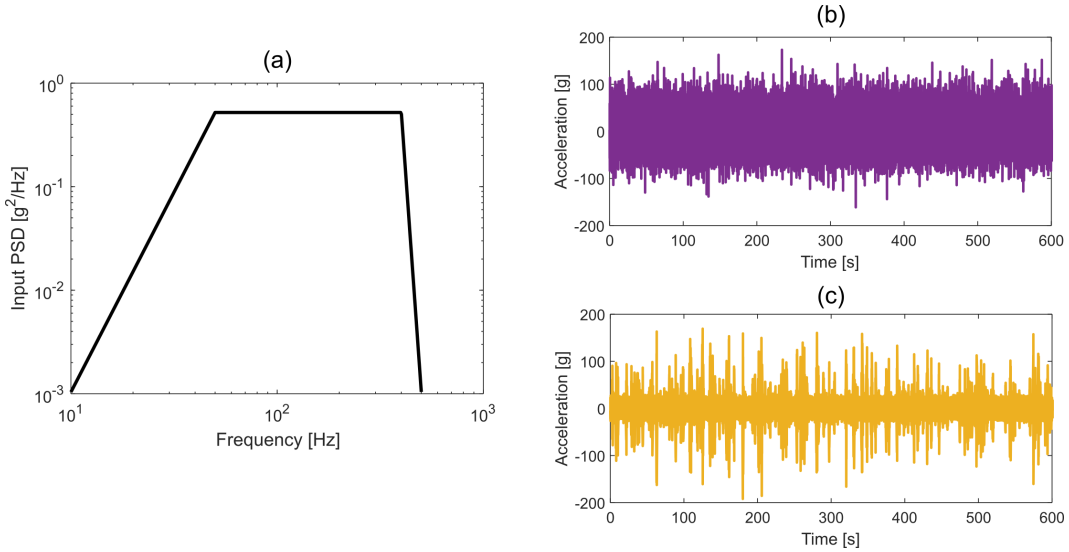 (a)
10^0
10^-1
10^-2
10^-3
Input PSD [g^2/Hz]
10^1 10^2 10^3
Frequency [Hz]
(b)
200
100
0
-100
-200
Acceleration [g]
0 100 200 300 400 500 600
Time [s]
(c)
200
100
0
-100
-200
Acceleration [g]
0 100 200 300 400 500 600
Time [s]